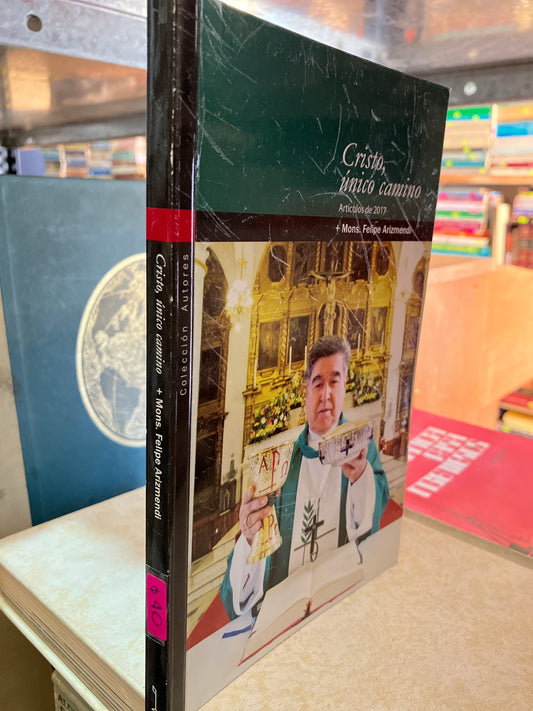 Cristo,
único camino
Artículos de 2017
+ Mons. Felipe Arizmendi
Colección Autores
Cristo, único camino + Mons. Felipe Arizmendi
$40